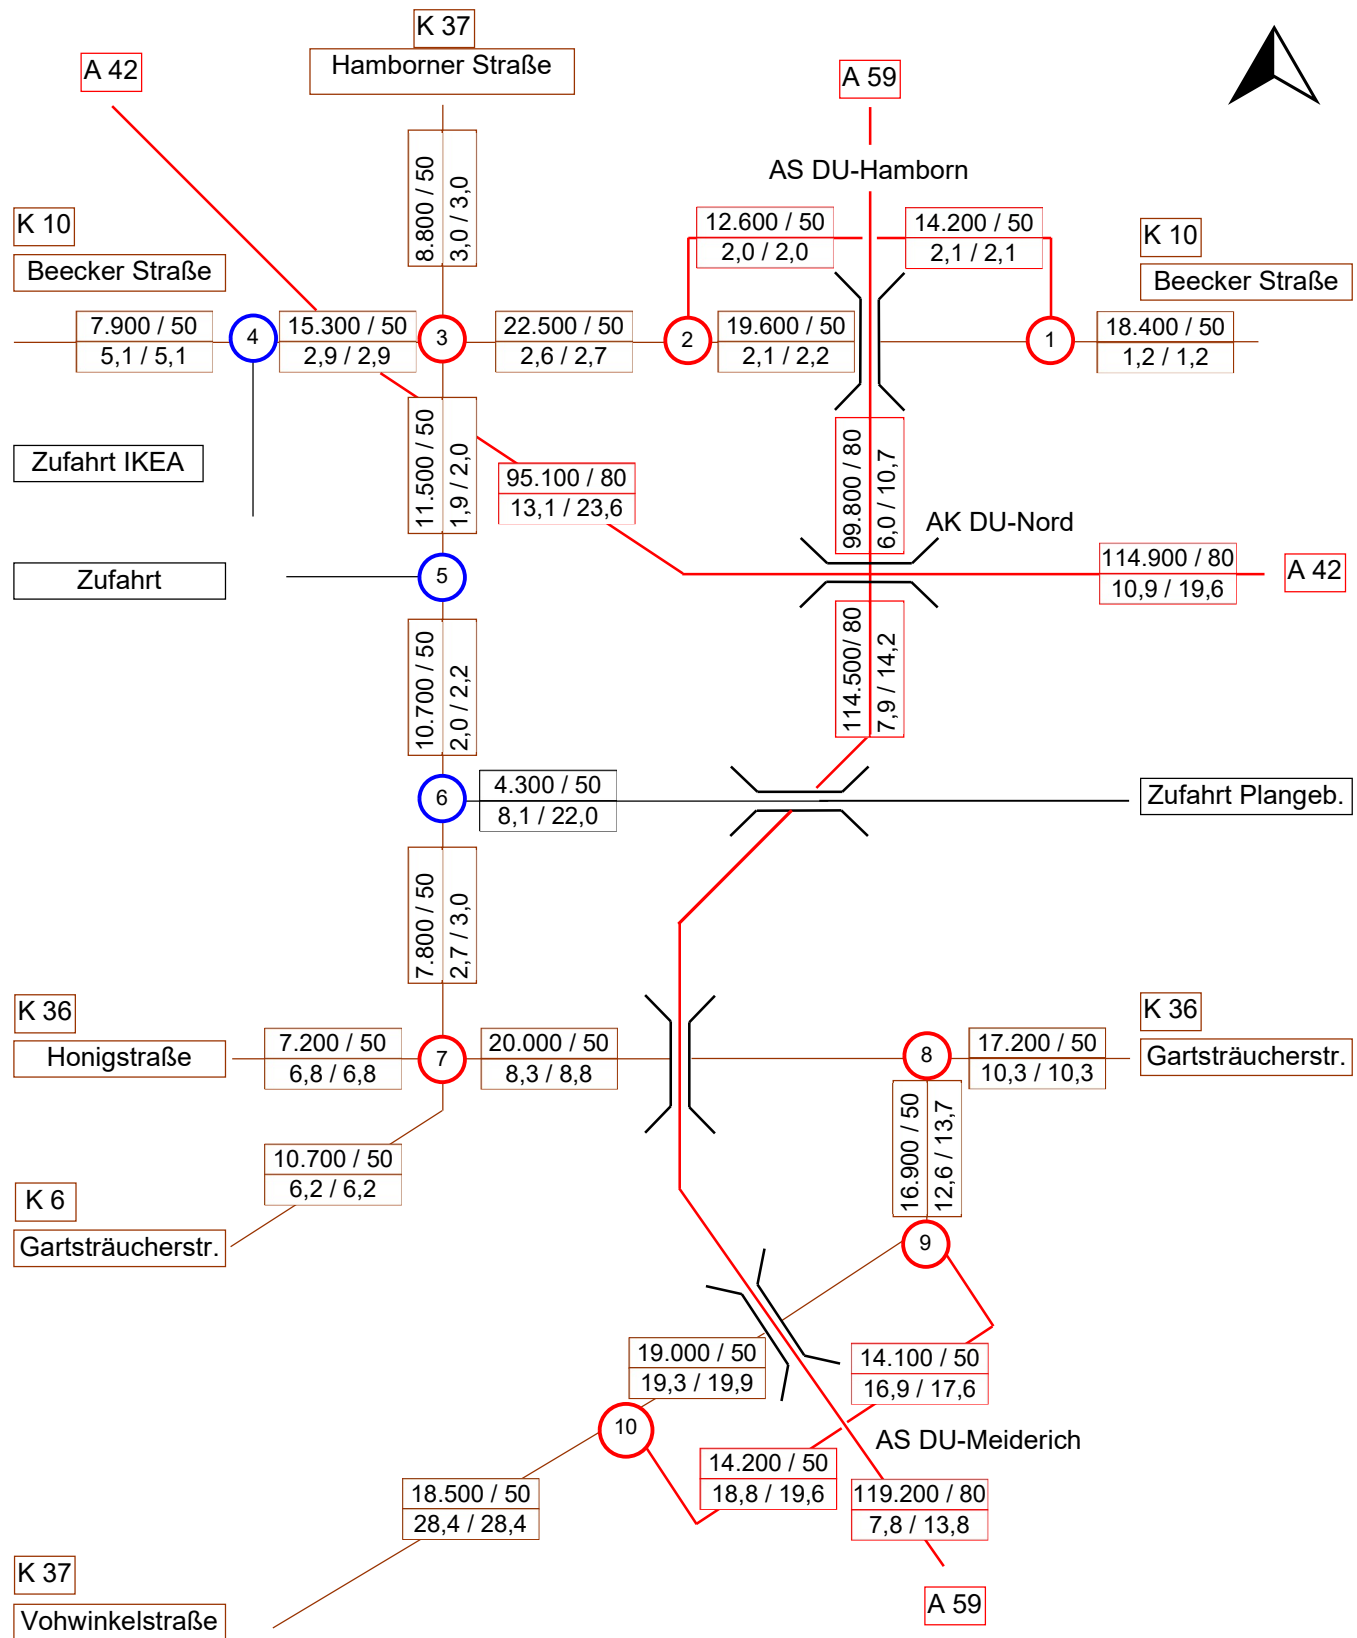 K 37
Hamborner Straße
A 42
A 59
8.800 / 50
3,0 / 3,0
AS DU-Hamborn
K 10
Beecker Straße
12.600 / 50
2,0 / 2,0
14.200 / 50
2,1 / 2,1
K 10
Beecker Straße
7.900 / 50
5,1 / 5,1
4
15.300 / 50
2,9 / 2,9
3
22.500 / 50
2,6 / 2,7
2
19.600 / 50
2,1 / 2,2
1
18.400 / 50
1,2 / 1,2
Zufahrt IKEA
11.500 / 50
1,9 / 2,0
95.100 / 80
13,1 / 23,6
99.800 / 80
6,0 / 10,7
AK DU-Nord
Zufahrt
5
114.900 / 80
10,9 / 19,6
A 42
10.700 / 50
2,0 / 2,2
114.500/ 80
7,9 / 14,2
6
4.300 / 50
8,1 / 22,0
Zufahrt Plangeb.
7.800 / 50
2,7 / 3,0
K 36
Honigstraße
7.200 / 50
6,8 / 6,8
7
20.000 / 50
8,3 / 8,8
8
17.200 / 50
10,3 / 10,3
K 36
Gartsträucherstr.
10.700 / 50
6,2 / 6,2
16.900 / 50
12,6 / 13,7
K 6
Gartsträucherstr.
9
19.000 / 50
19,3 / 19,9
14.100 / 50
16,9 / 17,6
10
AS DU-Meiderich
14.200 / 50
18,8 / 19,6
18.500 / 50
28,4 / 28,4
119.200 / 80
7,8 / 13,8
K 37
Vohwinkelstraße
A 59